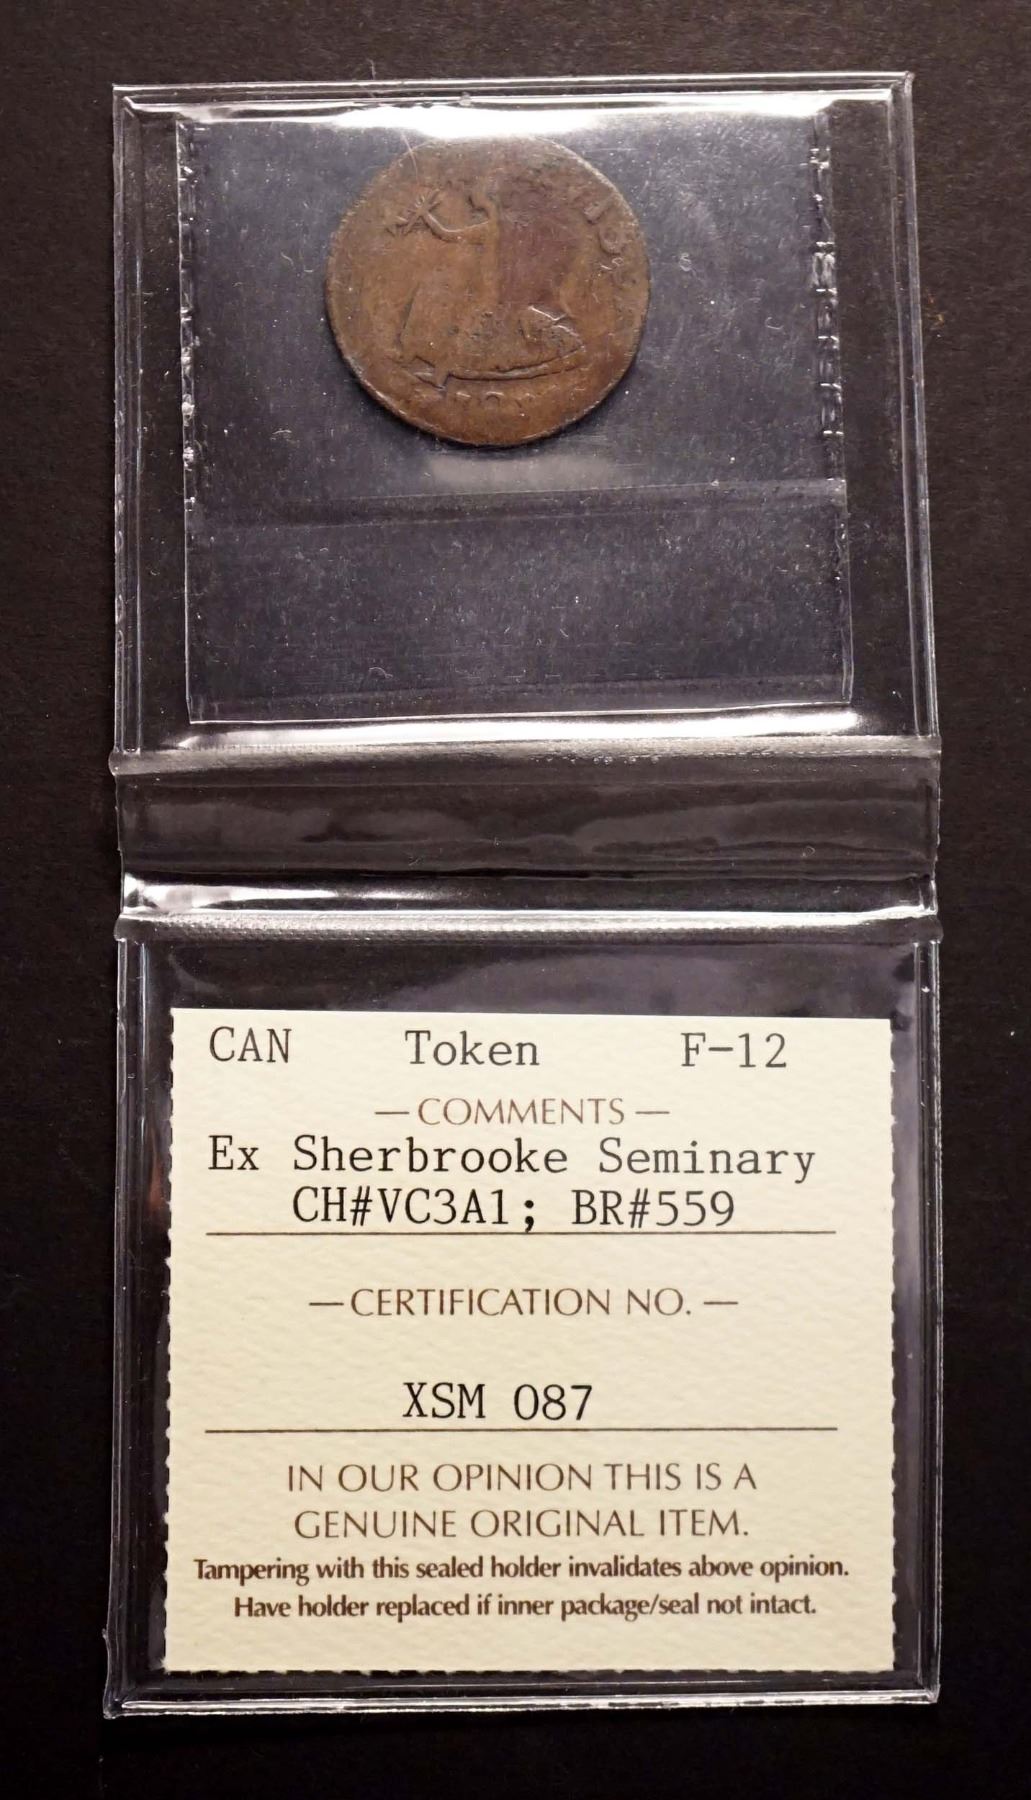 CAN Token F-12
—COMMENTS—
Ex Sherbrooke Seminary
CH#VC3A1; BR#559
—CERTIFICATION NO.—
XSM 087
IN OUR OPINION THIS IS A
GENUINE ORIGINAL ITEM.
Tampering with this sealed holder invalidates above opinion.
Have holder replaced if inner package/seal not intact.